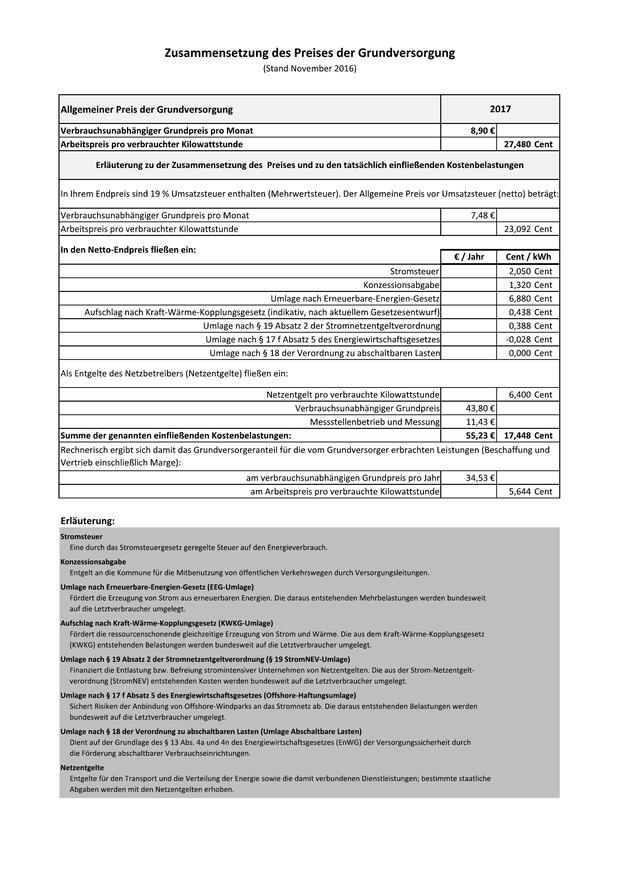 Zusammensetzung des Preises der Grundversorgung
(Stand November 2016)
Allgemeiner Preis der Grundversorgung 2017
Verbrauchsunabhängiger Grundpreis pro Monat 8,90 €
Arbeitspreis pro verbrauchter Kilowattstunde 27,480 Cent
Erläuterung zu der Zusammensetzung des Preises und zu den tatsächlich einfließenden Kostenbelastungen
In Ihrem Endpreis sind 19 % Umsatzsteuer enthalten (Mehrwertsteuer). Der Allgemeine Preis vor Umsatzsteuer (netto) beträgt:
Verbrauchsunabhängiger Grundpreis pro Monat 7,48 €
Arbeitspreis pro verbrauchter Kilowattstunde 23,092 Cent
In den Netto-Endpreis fließen ein:
€ / Jahr Cent / kWh
Stromsteuer 2,050 Cent
Konzessionsabgabe 1,320 Cent
Umlage nach Erneuerbare-Energien-Gesetz 6,880 Cent
Aufschlag nach Kraft-Wärme-Kopplungsgesetz (indikativ, nach aktuellem Gesetzesentwurf) 0,438 Cent
Umlage nach § 19 Absatz 2 der Stromnetzentgeltverordnung 0,388 Cent
Umlage nach § 17 f Absatz 5 des Energiewirtschaftsgesetzes -0,028 Cent
Umlage nach § 18 der Verordnung zu abschaltbaren Lasten 0,000 Cent
Als Entgelte des Netzbetreibers (Netzentgelte) fließen ein:
Netzentgelt pro verbrauchte Kilowattstunde 6,400 Cent
Verbrauchsunabhängiger Grundpreis 43,80 €
Messstellenbetrieb und Messung 11,43 €
Summe der genannten einfließenden Kostenbelastungen: 55,23 € 17,448 Cent
Rechnerisch ergibt sich damit das Grundversorgeranteil für die vom Grundversorger erbrachten Leistungen (Beschaffung und
Vertrieb einschließlich Marge):
am verbrauchsunabhängigen Grundpreis pro Jahr 34,53 €
am Arbeitspreis pro verbrauchte Kilowattstunde 5,644 Cent
Erläuterung:
Stromsteuer
Eine durch das Stromsteuergesetz geregelte Steuer auf den Energieverbrauch.
Konzessionsabgabe
Entgelt an die Kommune für die Mitbenutzung von öffentlichen Verkehrswegen durch Versorgungsleitungen.
Umlage nach Erneuerbare-Energien-Gesetz (EEG-Umlage)
Fördert die Erzeugung von Strom aus erneuerbaren Energien. Die daraus entstehenden Mehrbelastungen werden bundesweit
auf die Letztverbraucher umgelegt.
Aufschlag nach Kraft-Wärme-Kopplungsgesetz (KWKG-Umlage)
Fördert die ressourcenschonende gleichzeitige Erzeugung von Strom und Wärme. Die aus dem Kraft-Wärme-Kopplungsgesetz
(KWKG) entstehenden Belastungen werden bundesweit auf die Letztverbraucher umgelegt.
Umlage nach § 19 Absatz 2 der Stromnetzentgeltverordnung (§ 19 StromNEV-Umlage)
Finanziert die Entlastung bzw. Befreiung stromintensiver Unternehmen von Netzentgelten. Die aus der Strom-Netzentgelt-
verordnung (StromNEV) entstehenden Kosten werden bundesweit auf die Letztverbraucher umgelegt.
Umlage nach § 17 f Absatz 5 des Energiewirtschaftsgesetzes (Offshore-Haftungsumlage)
Sichert Risiken der Anbindung von Offshore-Windparks an das Stromnetz ab. Die daraus entstehenden Belastungen werden
bundesweit auf die Letztverbraucher umgelegt.
Umlage nach § 18 der Verordnung zu abschaltbaren Lasten (Umlage Abschaltbare Lasten)
Dient auf der Grundlage des § 13 Abs. 4a und 4n des Energiewirtschaftsgesetzes (EnWG) der Versorgungssicherheit durch
die Förderung abschaltbarer Verbrauchseinrichtungen.
Netzentgelte
Entgelte für den Transport und die Verteilung der Energie sowie die damit verbundenen Dienstleistungen; bestimmte staatliche
Abgaben werden mit den Netzentgelten erhoben.